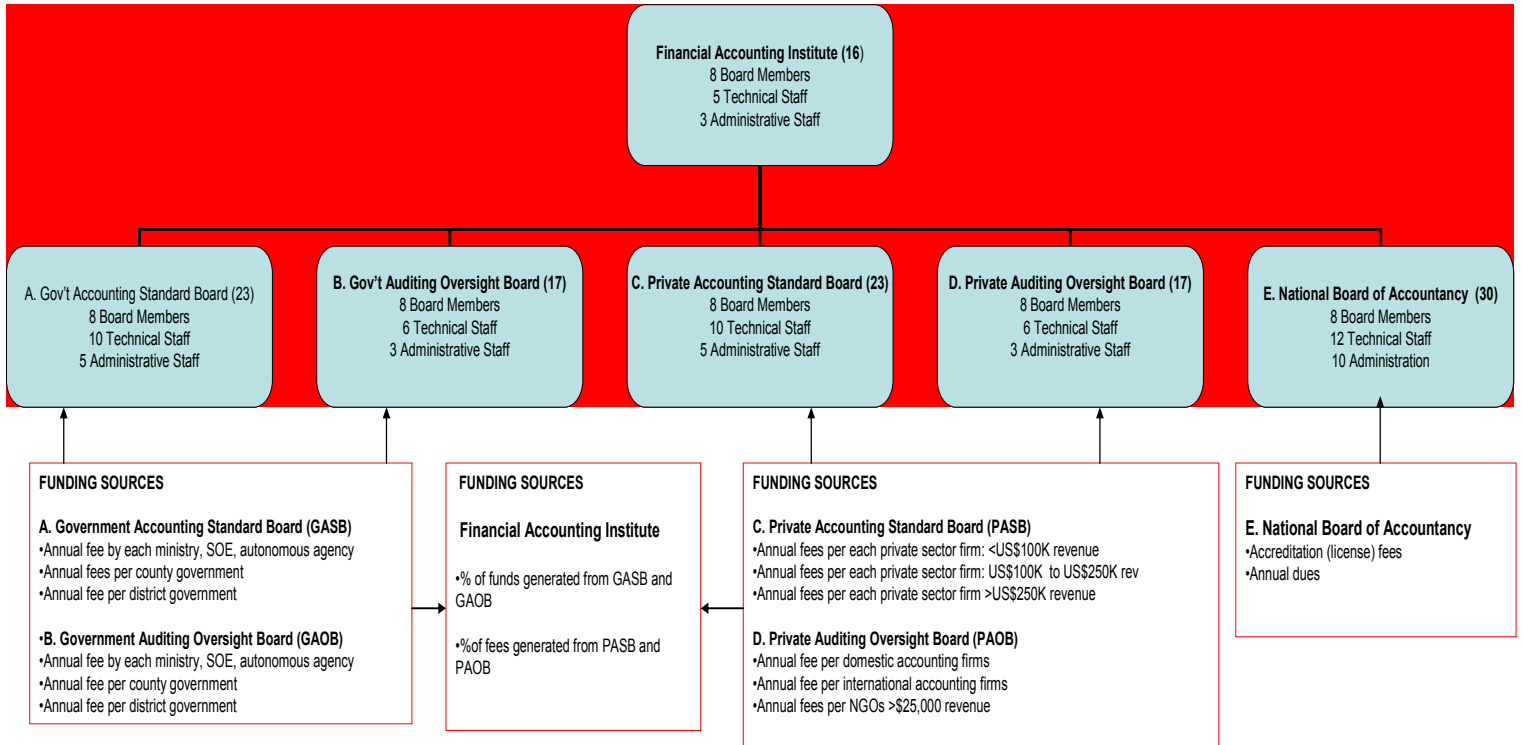 Financial Accounting Institute (16)
8 Board Members
5 Technical Staff
3 Administrative Staff
A. Gov't Accounting Standard Board (23)
8 Board Members
10 Technical Staff
5 Administrative Staff
B. Gov't Auditing Oversight Board (17)
8 Board Members
6 Technical Staff
3 Administrative Staff
C. Private Accounting Standard Board (23)
8 Board Members
10 Technical Staff
5 Administrative Staff
D. Private Auditing Oversight Board (17)
8 Board Members
6 Technical Staff
3 Administrative Staff
E. National Board of Accountancy (30)
8 Board Members
12 Technical Staff
10 Administration
FUNDING SOURCES
A. Government Accounting Standard Board (GASB)
•Annual fee by each ministry, SOE, autonomous agency
•Annual fees per county government
•Annual fee per district government
•B. Government Auditing Oversight Board (GAOB)
•Annual fee by each ministry, SOE, autonomous agency
•Annual fee per county government
•Annual fee per district government
FUNDING SOURCES
Financial Accounting Institute
•% of funds generated from GASB and
GAOB
•%of fees generated from PASB and
PAOB
FUNDING SOURCES
C. Private Accounting Standard Board (PASB)
•Annual fees per each private sector firm: <US$100K revenue
•Annual fees per each private sector firm: US$100K to US$250K rev
•Annual fees per each private sector firm >US$250K revenue
D. Private Auditing Oversight Board (PAOB)
•Annual fee per domestic accounting firms
•Annual fee per international accounting firms
•Annual fees per NGOs >$25,000 revenue
FUNDING SOURCES
E. National Board of Accountancy
•Accreditation (license) fees
•Annual dues